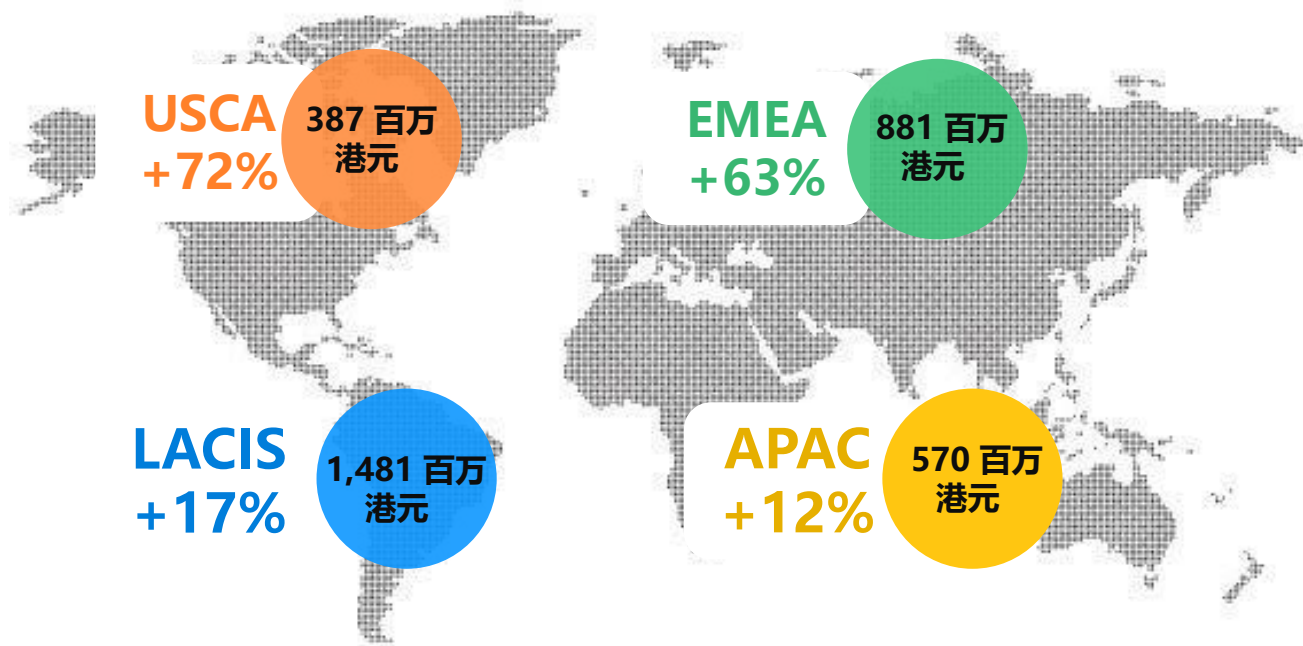 USCA
+72%
387 百万
港元
EMEA
+63%
881 百万
港元
LACIS
+17%
1,481 百万
港元
APAC
+12%
570 百万
港元